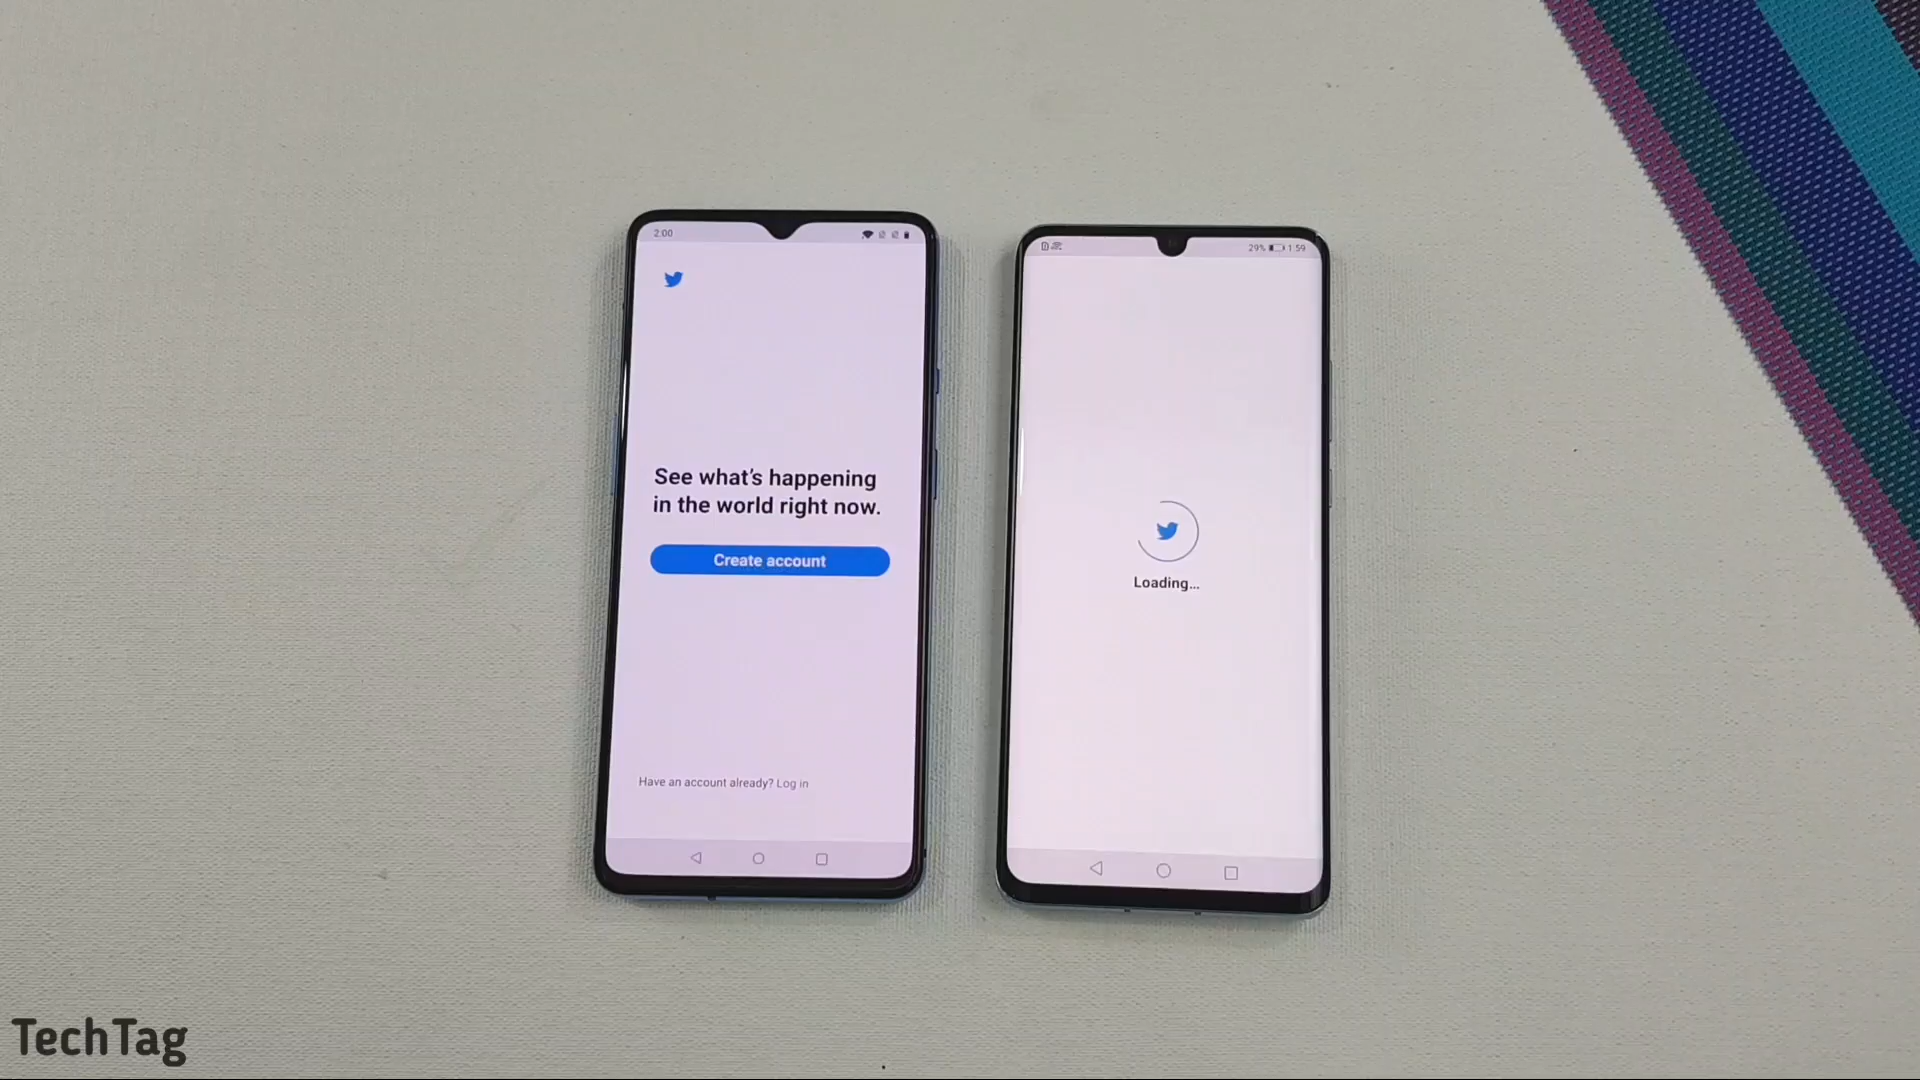 2:00
See what's happening
in the world right now.
Create account
Have an account already? Log in
29% 1:59
Loading...
TechTag